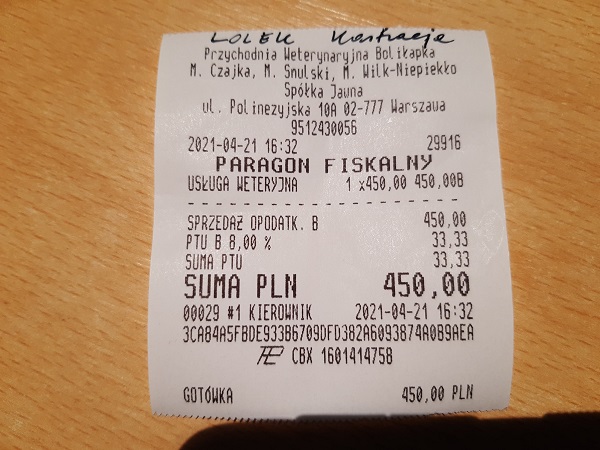 LOLEK Kastracja
Przychodnia Weterynaryjna Boliłapka
M. Czajka, M. Snulski, M. Wilk-Niepiekło
Spółka Jawna
ul. Polinezyjska 10A 02-777 Warszawa
9512430056
2021-04-21 16:32 29916
PARAGON FISKALNY
USŁUGA WETERYJNA 1 x450,00 450,00B
SPRZEDAŻ OPODATK. B 450,00
PTU B 8,00 % 33,33
SUMA PTU 33,33
SUMA PLN 450,00
00029 #1 KIEROWNIK 2021-04-21 16:32
3CA84A5FBDE933B6709DFD382A6093874A0B9AEA
CBX 1601414758
GOTÓWKA 450,00 PLN